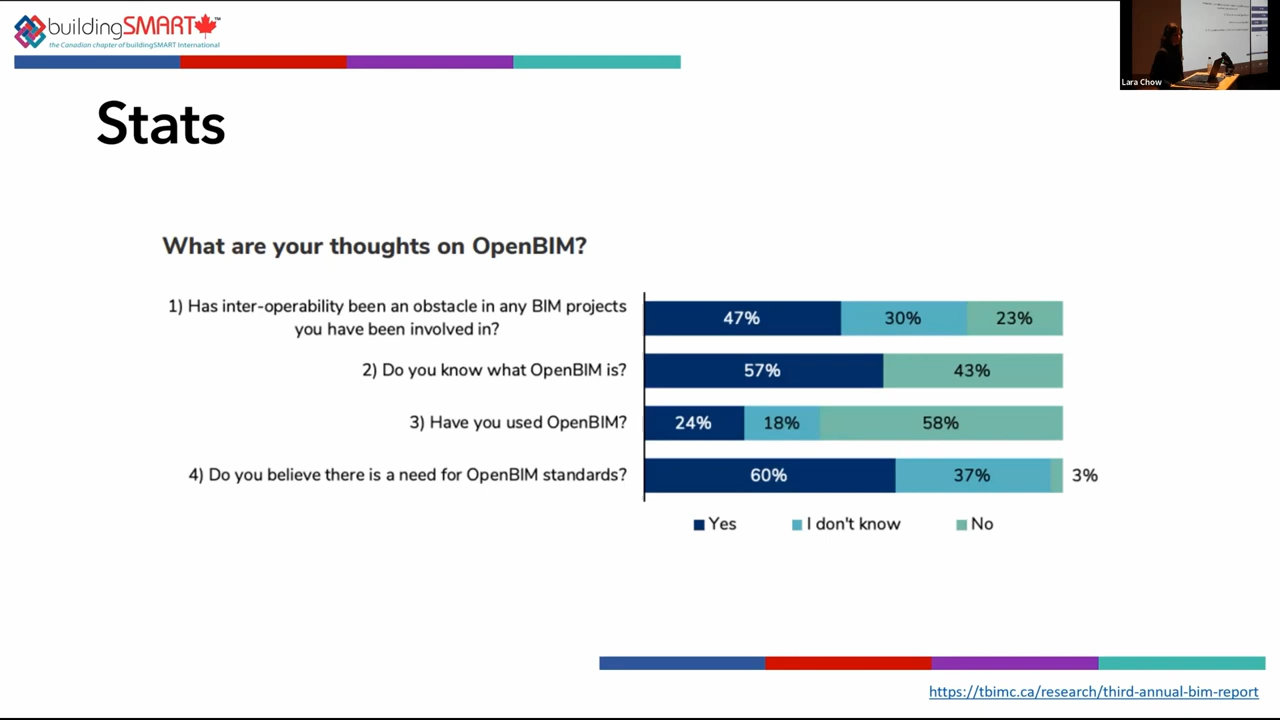 buildingSMART™
the Canadian chapter of buildingSMART International
Lara Chow
Stats
What are your thoughts on OpenBIM?
1) Has inter-operability been an obstacle in any BIM projects
you have been involved in?
47% 30% 23%
2) Do you know what OpenBIM is?
57% 43%
3) Have you used OpenBIM?
24% 18% 58%
4) Do you believe there is a need for OpenBIM standards?
60% 37% 3%
Yes I don't know No
https://tbimc.ca/research/third-annual-bim-report